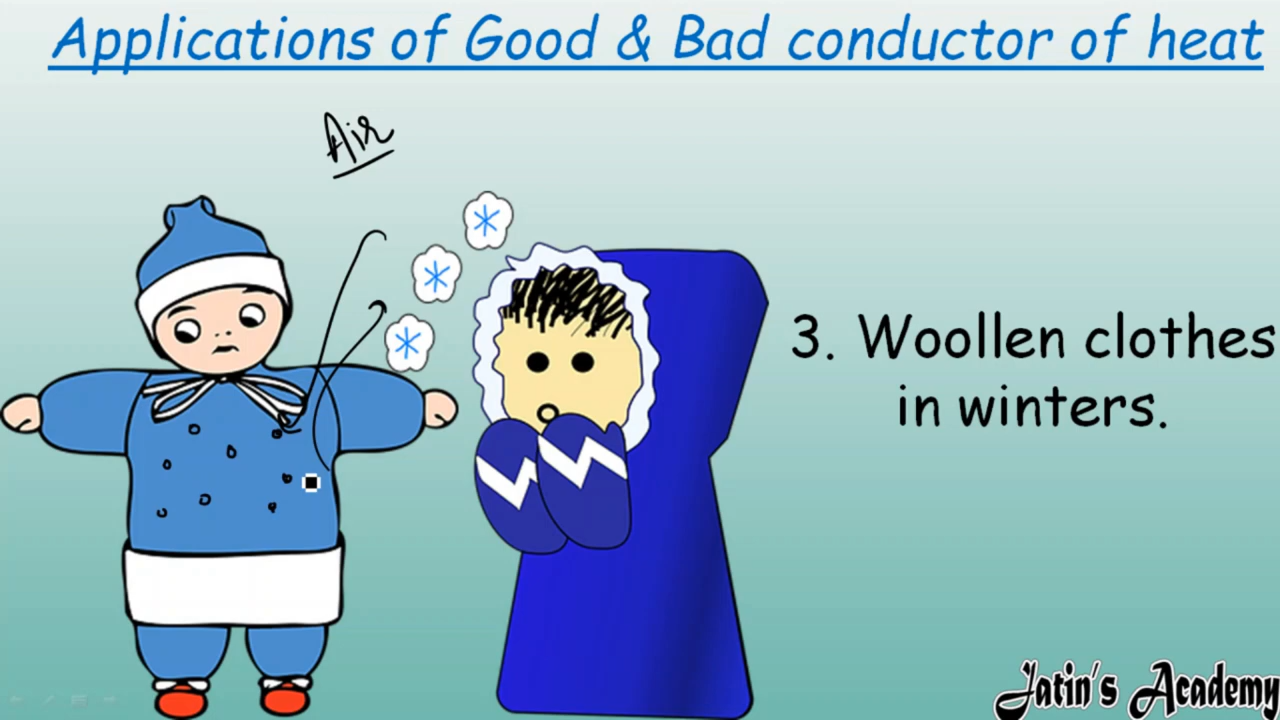 Applications of Good & Bad conductor of heat
Air
3. Woollen clothes
in winters.
Jatin's Academy